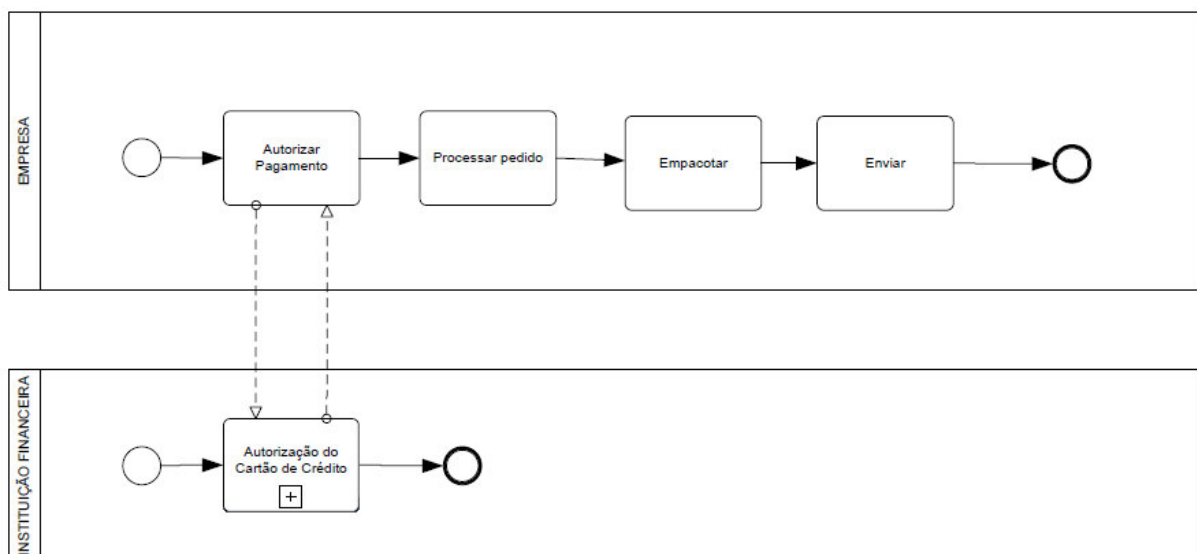 EMPRESA
Autorizar
Pagamento
Processar pedido
Empacotar
Enviar
INSTITUIÇÃO FINANCEIRA
Autorização do
Cartão de Crédito